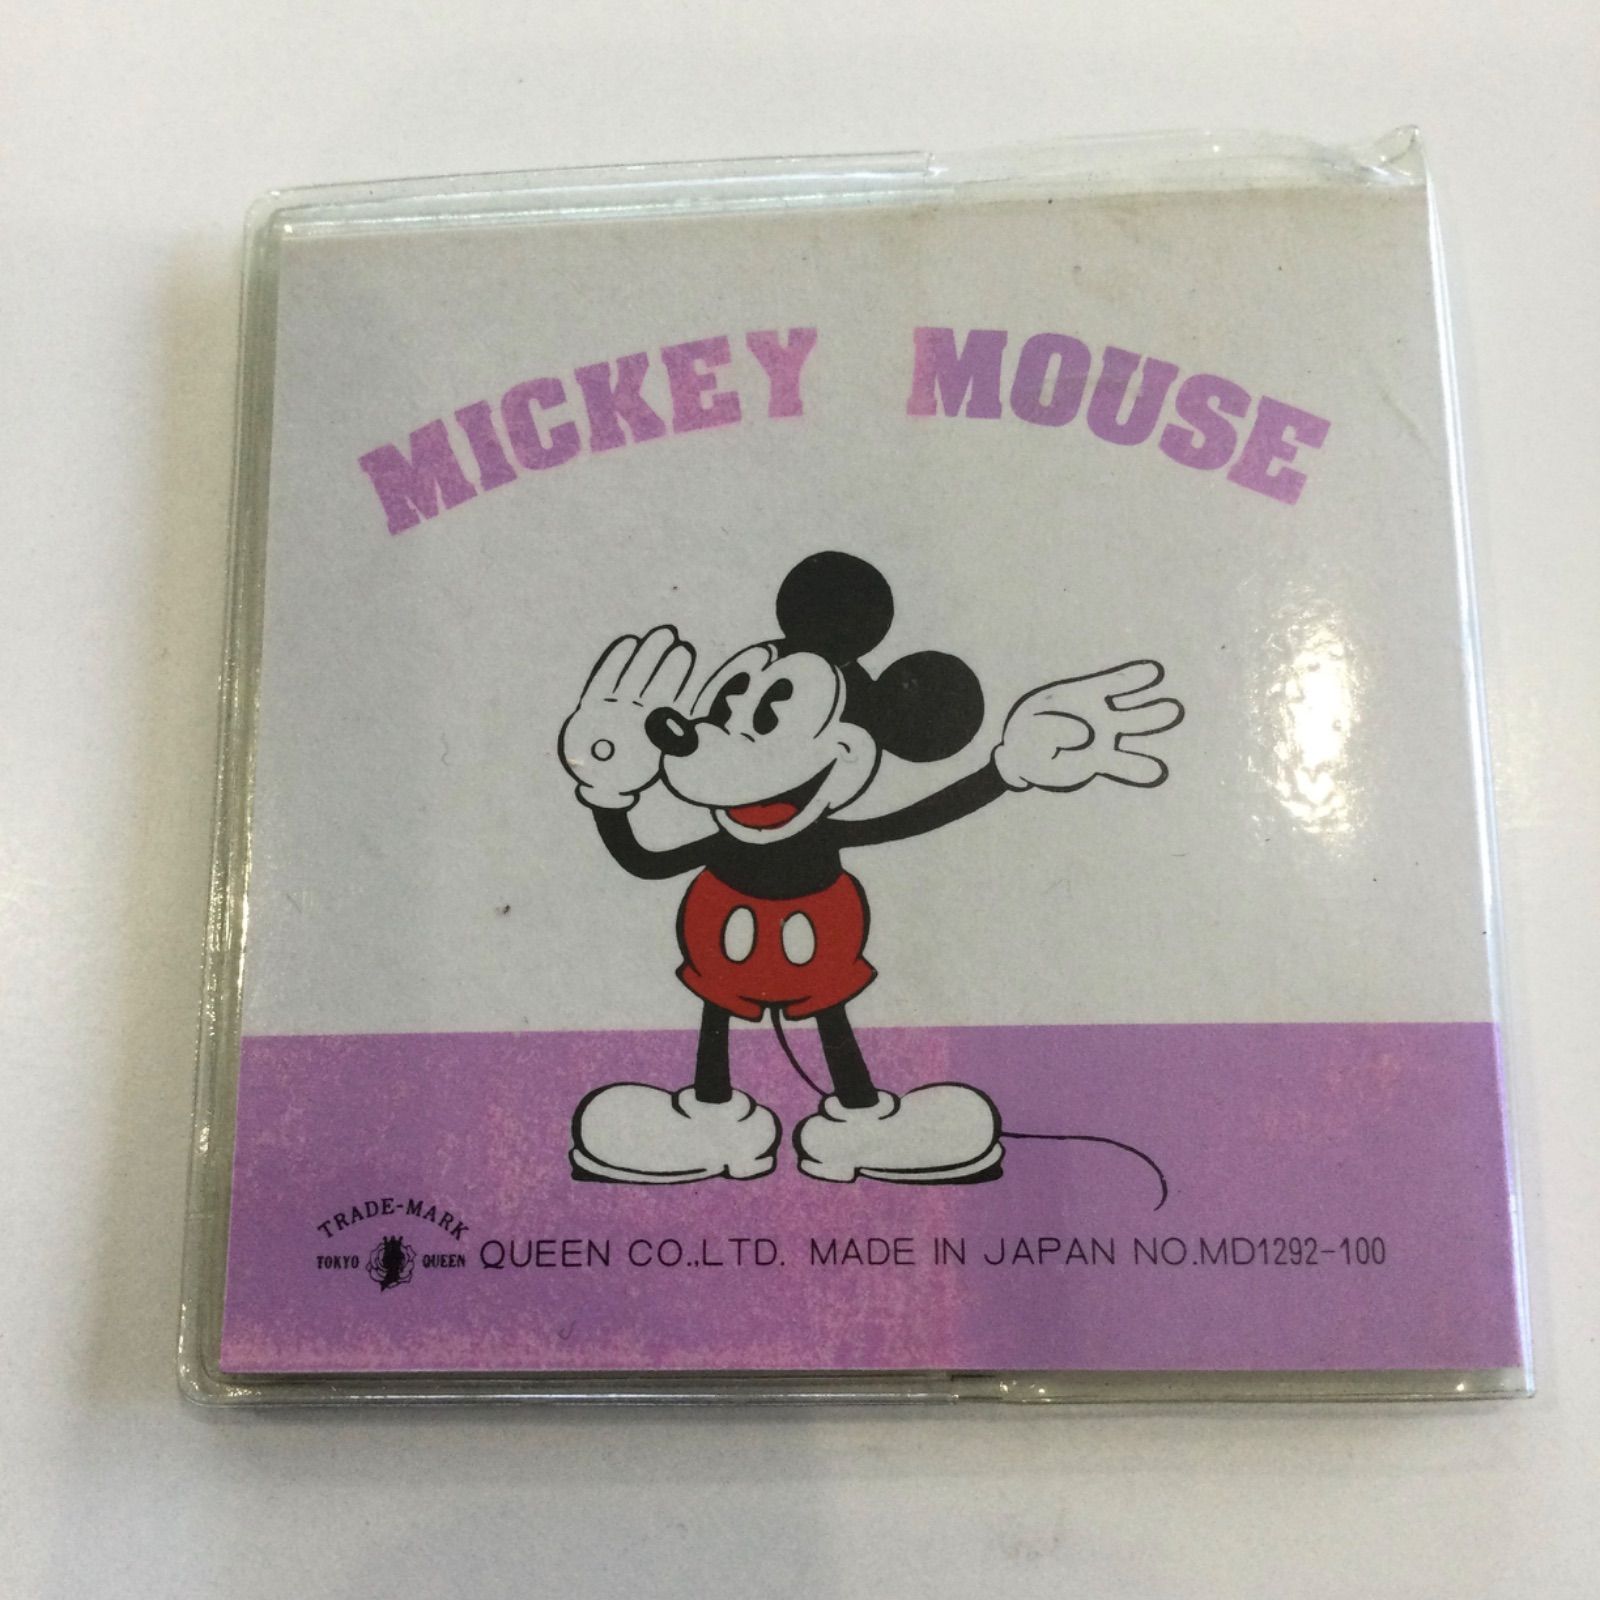 MICKEY MOUSE
TRADE-MARK
TOKYO QUEEN QUEEN CO.,LTD. MADE IN JAPAN NO.MD1292-100